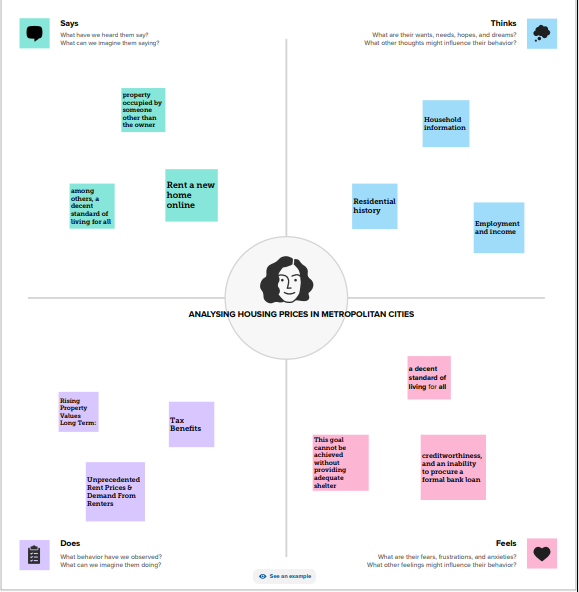 Says
What have we heard them say?
What can we imagine them saying?
Thinks
What are their wants, needs, hopes, and dreams?
What other thoughts might influence their behavior?
property
occupied by
someone
other than
the owner
among
others, a
decent
standard of
living for all
Rent a new
home
online
Household
information
Residential
history
Employment
and income
ANALYSING HOUSING PRICES IN METROPOLITAN CITIES
Rising
Property
Values
Long Term:
Tax
Benefits
Unprecedented
Rent Prices &
Demand From
Renters
a decent
standard of
living for all
This goal
cannot be
achieved
without
providing
adequate
shelter
creditworthiness,
and an inability
to procure a
formal bank loan
Does
What behavior have we observed?
What can we imagine them doing?
Feels
What are their fears, frustrations, and anxieties?
What other feelings might influence their behavior?
See an example